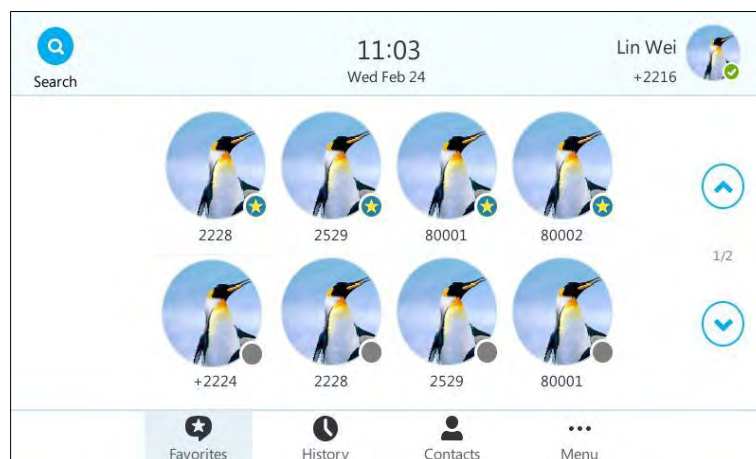 11:03
Wed Feb 24
Lin Wei
+2216
Search
2228 2529 80001 80002
1/2
+2224 2228 2529 80001
Favorites History Contacts Menu